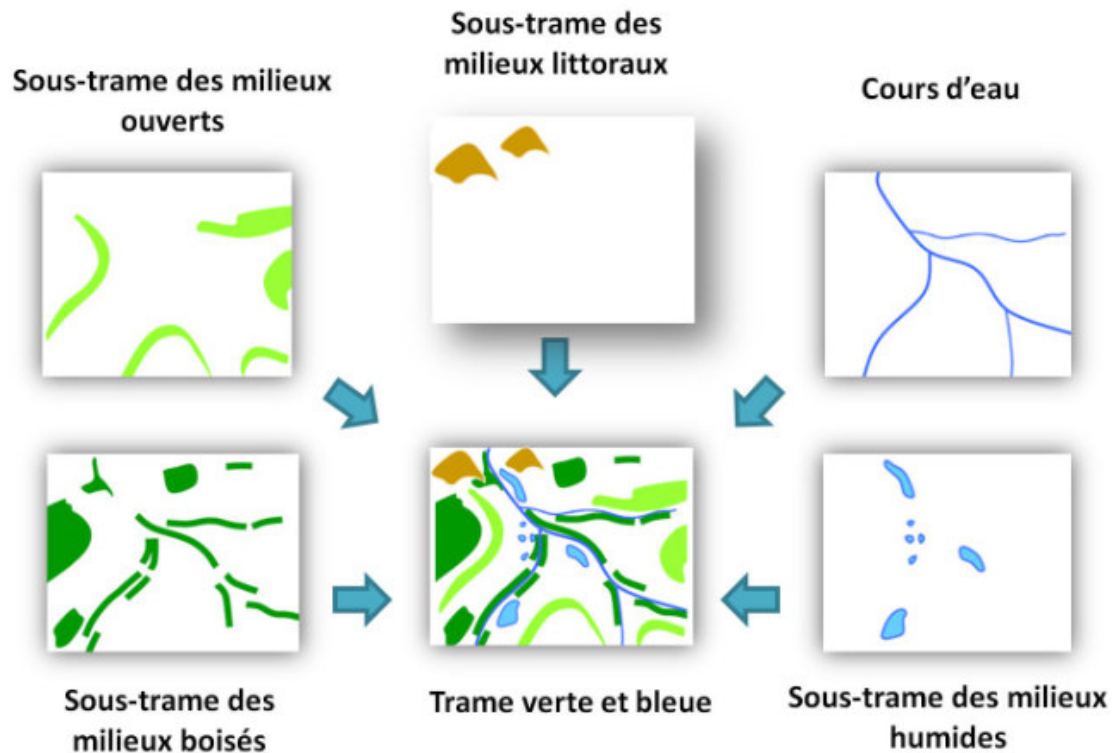 Sous-trame des milieux
ouverts
Sous-trame des
milieux littoraux
Cours d’eau
Sous-trame des
milieux boisés
Trame verte et bleue
Sous-trame des milieux
humides